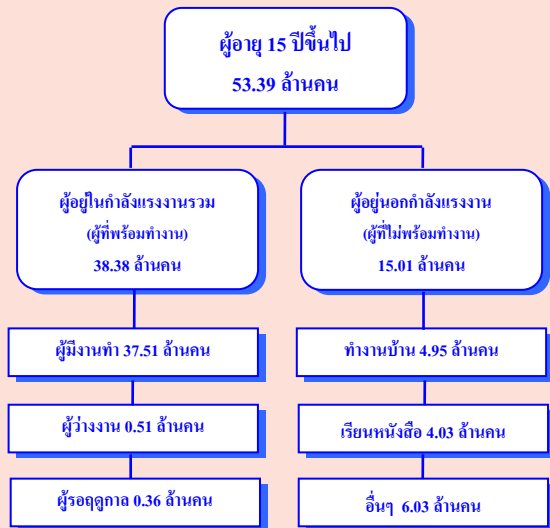 ผู้อายุ 15 ปีขึ้นไป
53.39 ล้านคน
ผู้อยู่ในกำลังแรงงานรวม
(ผู้ที่พร้อมทำงาน)
38.38 ล้านคน
ผู้อยู่นอกกำลังแรงงาน
(ผู้ที่ไม่พร้อมทำงาน)
15.01 ล้านคน
ผู้มีงานทำ 37.51 ล้านคน
ทำงานบ้าน 4.95 ล้านคน
ผู้ว่างงาน 0.51 ล้านคน
เรียนหนังสือ 4.03 ล้านคน
ผู้รอฤดูกาล 0.36 ล้านคน
อื่นๆ 6.03 ล้านคน